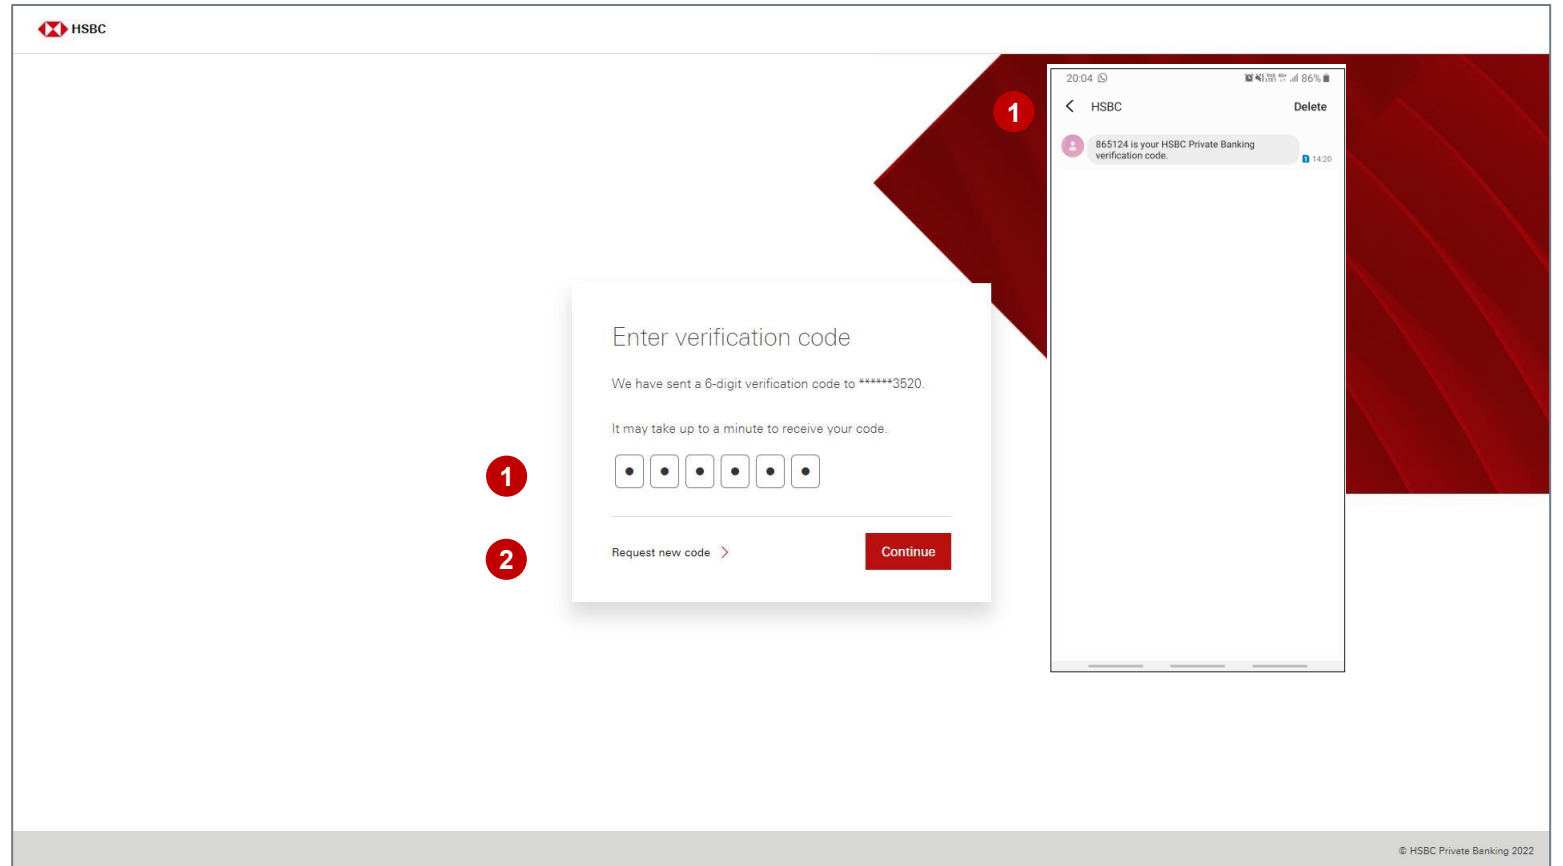 HSBC
1
20:04 86%
HSBC Delete
865124 is your HSBC Private Banking
verification code.
1 14:20
Enter verification code
We have sent a 6-digit verification code to ******3520.
It may take up to a minute to receive your code.
1
2
Request new code
Continue
© HSBC Private Banking 2022